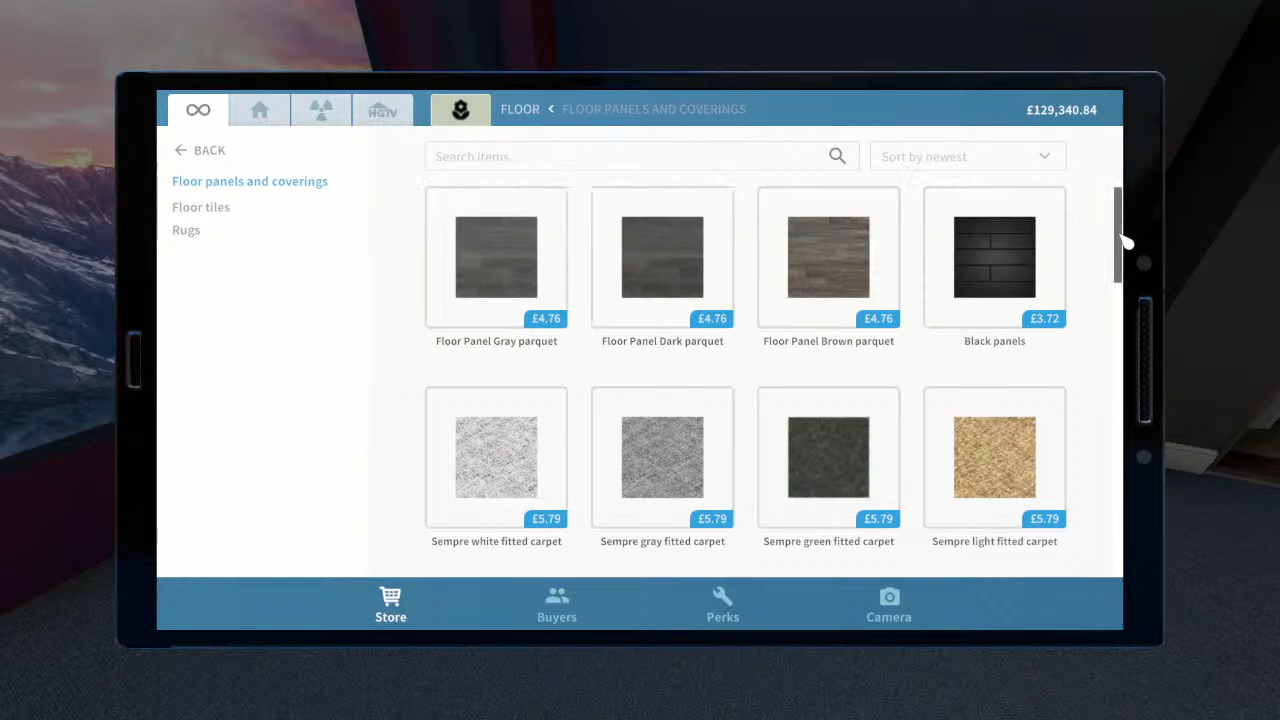 HGTV
FLOOR < FLOOR PANELS AND COVERINGS
£129,340.84
BACK
Floor panels and coverings
Floor tiles
Rugs
Search items...
Sort by newest
£4.76
£4.76
£4.76
£3.72
Floor Panel Gray parquet
Floor Panel Dark parquet
Floor Panel Brown parquet
Black panels
£5.79
£5.79
£5.79
£5.79
Sempre white fitted carpet
Sempre gray fitted carpet
Sempre green fitted carpet
Sempre light fitted carpet
Store
Buyers
Perks
Camera